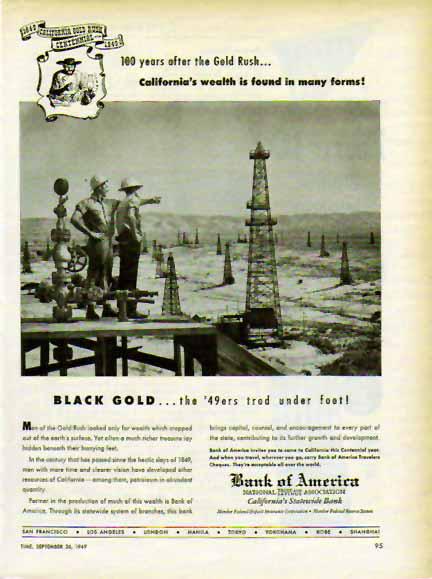 1849
CALIFORNIA GOLD RUSH
CENTENNIAL
1949
100 years after the Gold Rush...
California's wealth is found in many forms!
BLACK GOLD...the '49ers trod under foot!
Men of the Gold Rush looked only for wealth which cropped
out of the earth's surface. Yet often a much richer treasure lay
hidden beneath their hurrying feet.
In the century that has passed since the hectic days of 1849,
men with more time and clearer vision have developed other
resources of California — among them, petroleum in abundant
quantity.
Partner in the production of much of this wealth is Bank of
America. Through its statewide system of branches, this bank
brings capital, counsel, and encouragement to every part of
the state, contributing to its further growth and development.
Bank of America invites you to come to California this Centennial year.
And when you travel, wherever you go, carry Bank of America Travelers
Cheques. They're acceptable all over the world.
Bank of America
NATIONAL TRUST AND SAVINGS ASSOCIATION
California's Statewide Bank
Member Federal Deposit Insurance Corporation • Member Federal Reserve System
SAN FRANCISCO • LOS ANGELES • LONDON • MANILA • TOKYO • YOKOHAMA • KOBE • SHANGHAI
TIME, SEPTEMBER 26, 1949
95